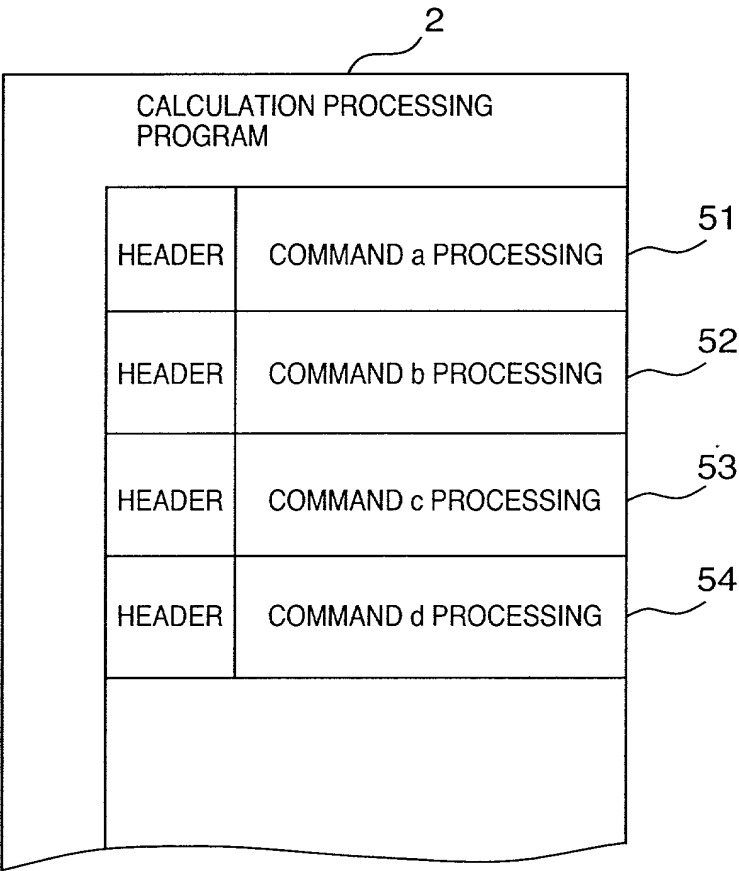 2
CALCULATION PROCESSING
PROGRAM
HEADER COMMAND a PROCESSING 51
HEADER COMMAND b PROCESSING 52
HEADER COMMAND c PROCESSING 53
HEADER COMMAND d PROCESSING 54